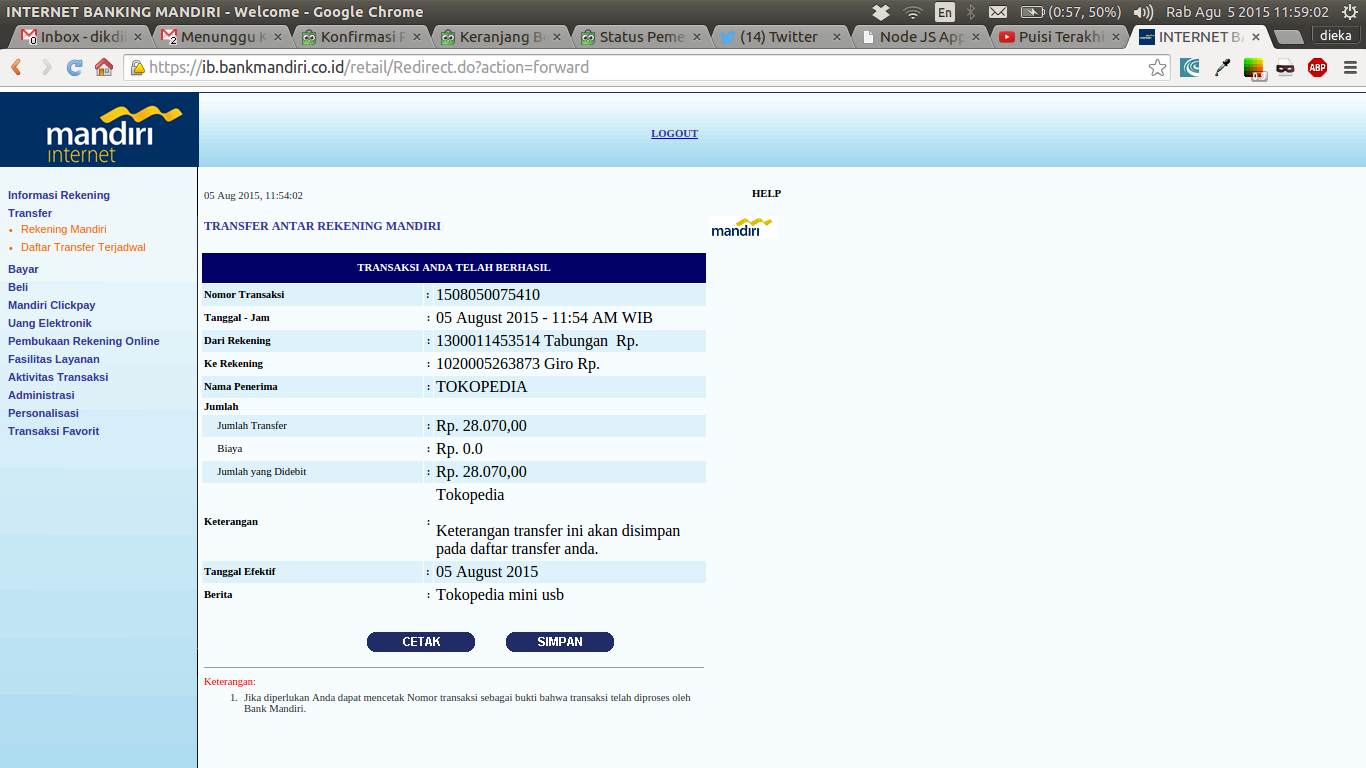 INTERNET BANKING MANDIRI - Welcome - Google Chrome
En
(0:57, 50%)
Rab Agu 5 2015 11:59:02
Inbox - dikdi
Menunggu K
Konfirmasi P
Keranjang Be
Status Peme
(14) Twitter
Node JS App
Puisi Terakhi
INTERNET BA
dieka
https://ib.bankmandiri.co.id/retail/Redirect.do?action=forward
ABP
mandiri
internet
LOGOUT
Informasi Rekening
Transfer
Rekening Mandiri
Daftar Transfer Terjadwal
Bayar
Beli
Mandiri Clickpay
Uang Elektronik
Pembukaan Rekening Online
Fasilitas Layanan
Aktivitas Transaksi
Administrasi
Personalisasi
Transaksi Favorit
05 Aug 2015, 11:54:02
HELP
TRANSFER ANTAR REKENING MANDIRI
mandiri
TRANSAKSI ANDA TELAH BERHASIL
Nomor Transaksi : 1508050075410
Tanggal - Jam : 05 August 2015 - 11:54 AM WIB
Dari Rekening : 1300011453514 Tabungan Rp.
Ke Rekening : 1020005263873 Giro Rp.
Nama Penerima : TOKOPEDIA
Jumlah
Jumlah Transfer : Rp. 28.070,00
Biaya : Rp. 0.0
Jumlah yang Didebit : Rp. 28.070,00
Tokopedia
Keterangan :
Keterangan transfer ini akan disimpan
pada daftar transfer anda.
Tanggal Efektif : 05 August 2015
Berita : Tokopedia mini usb
CETAK
SIMPAN
Keterangan:
1. Jika diperlukan Anda dapat mencetak Nomor transaksi sebagai bukti bahwa transaksi telah diproses oleh
Bank Mandiri.